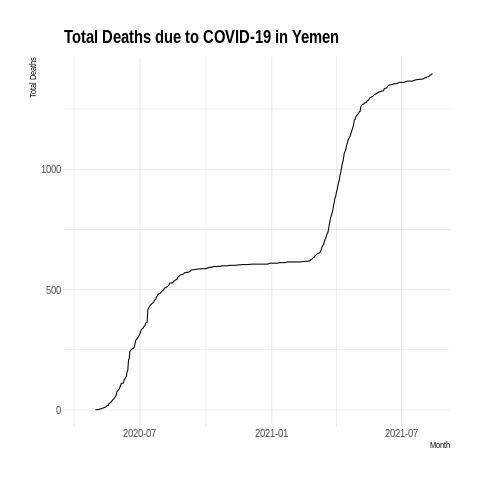 Total Deaths due to COVID-19 in Yemen
Total Deaths
1000
500
0
2020-07 2021-01 2021-07
Month